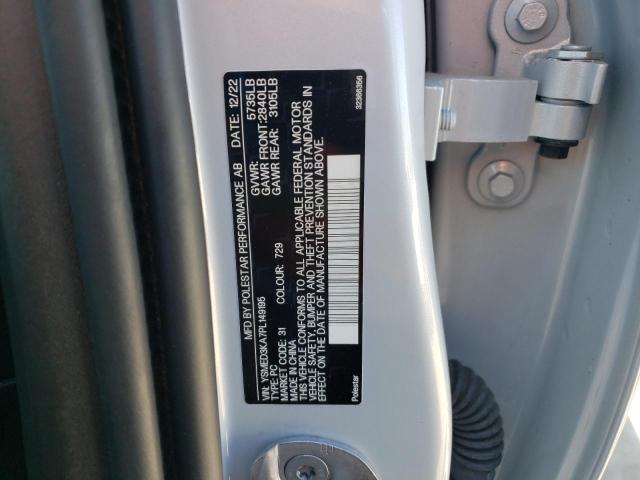 MFD BY POLESTAR PERFORMANCE AB DATE: 12/22
GVWR: 5735LB
GAWR FRONT:2840LB
GAWR REAR: 3105LB
VIN: YSMED3KA7PL149195
TYPE: PC
MARKET CODE: 31 COLOUR: 729
MADE IN CHINA
THIS VEHICLE CONFORMS TO ALL APPLICABLE FEDERAL MOTOR
VEHICLE SAFETY, BUMPER AND THEFT PREVENTION STANDARDS IN
EFFECT ON THE DATE OF MANUFACTURE SHOWN ABOVE.
Polestar 32366356